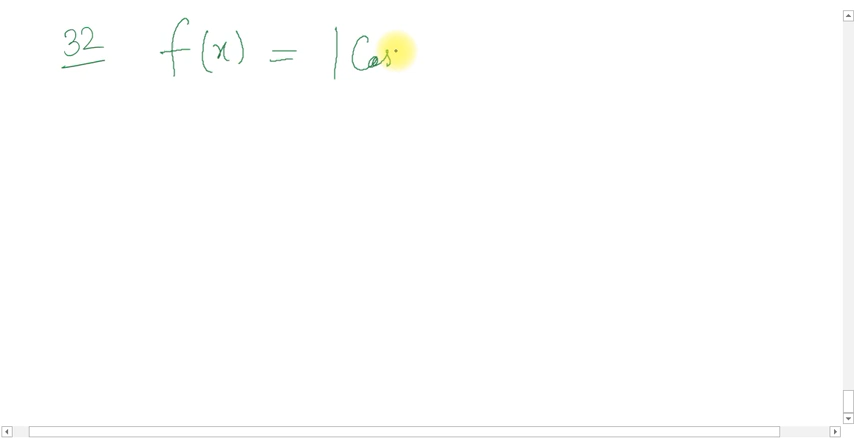 32 f(x) = |Cos